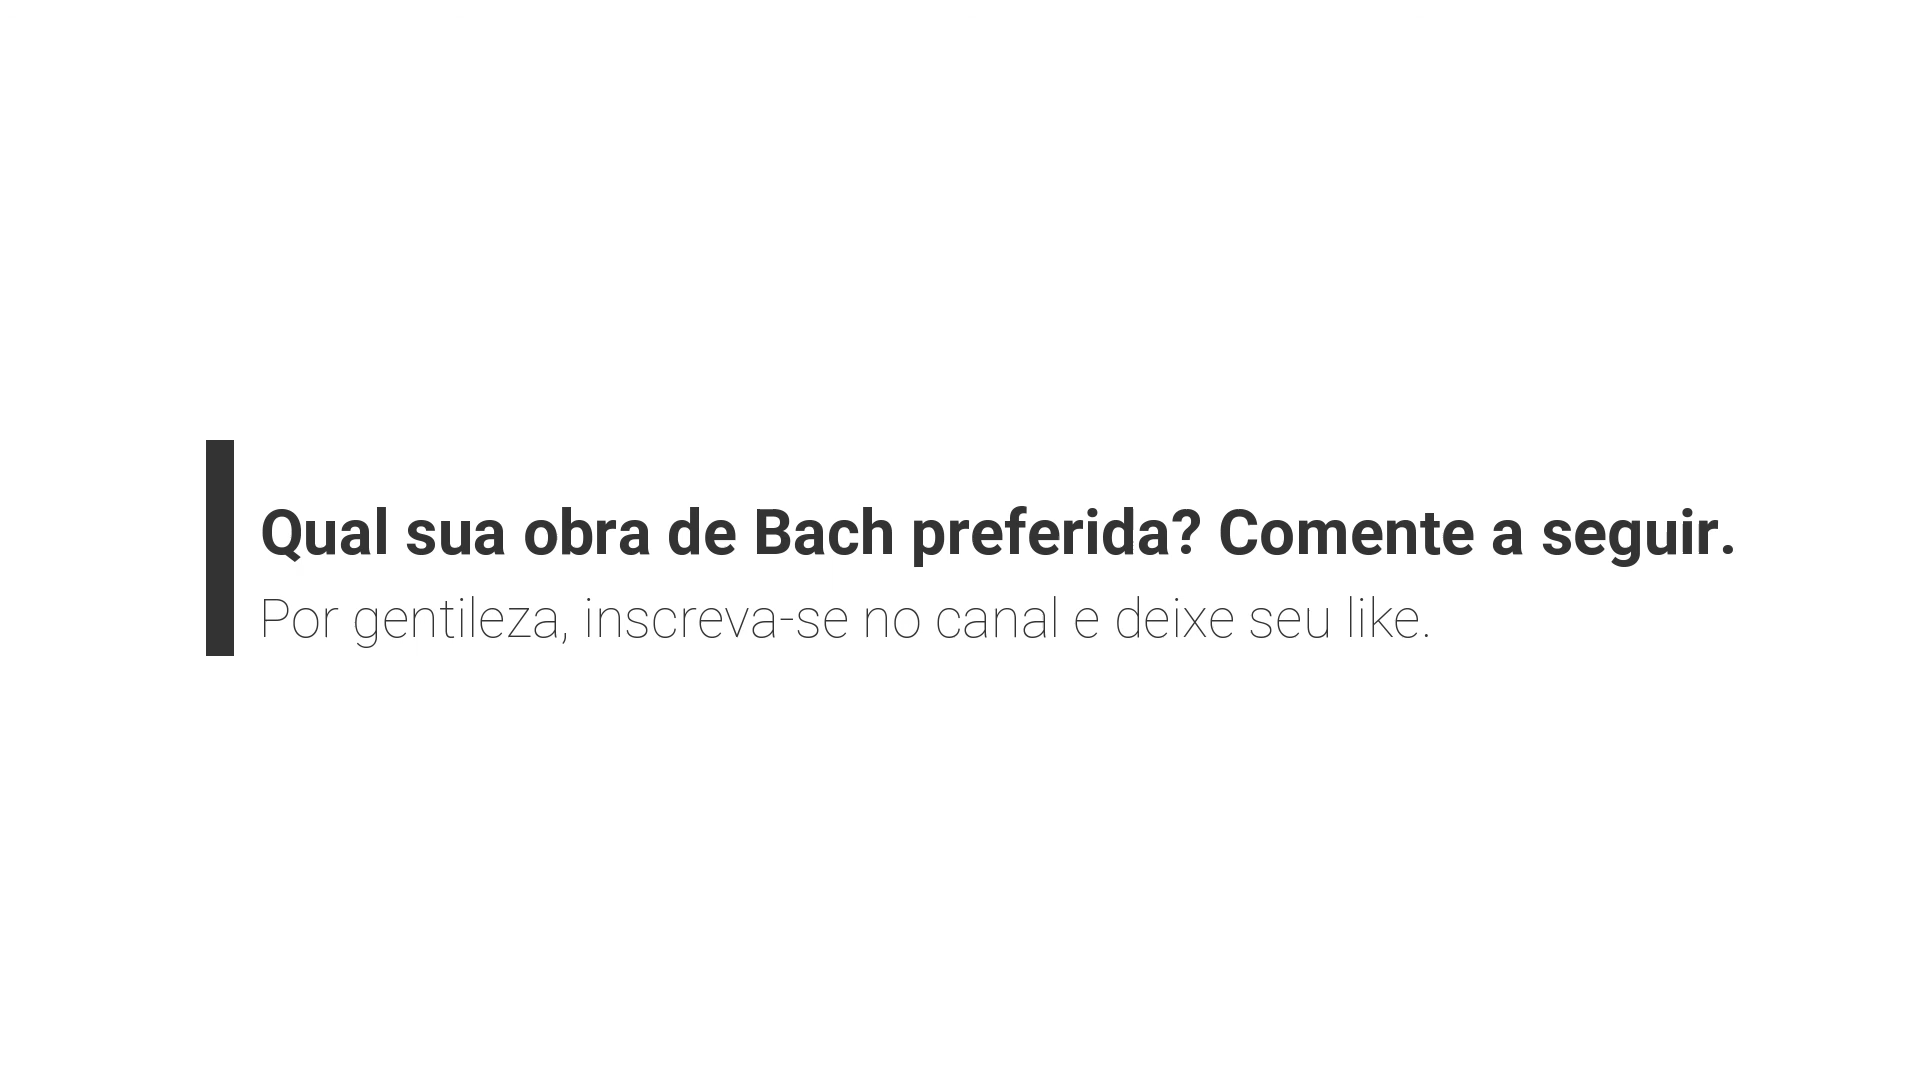 Qual sua obra de Bach preferida? Comente a seguir.
Por gentileza, inscreva-se no canal e deixe seu like.